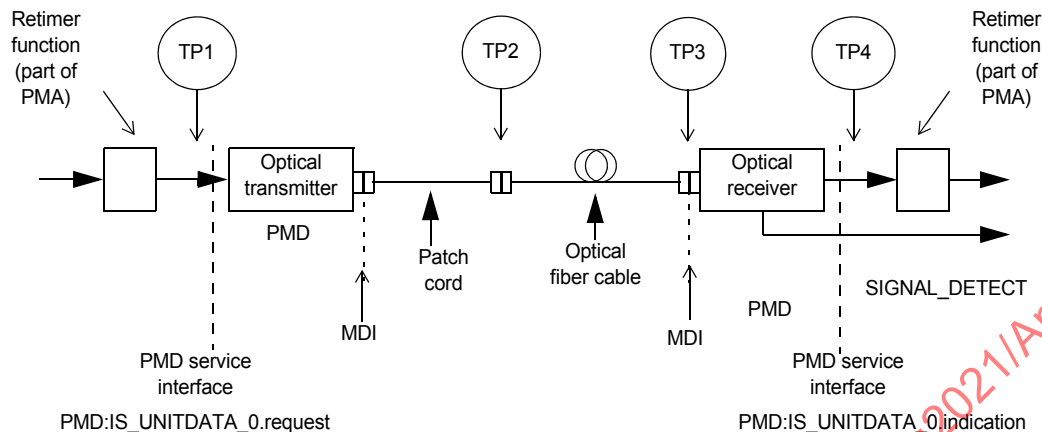 Retimer
function
(part of
PMA)
TP1
TP2
TP3
TP4
Retimer
function
(part of
PMA)
Optical
transmitter
PMD
Optical
receiver
Patch
cord
Optical
fiber cable
MDI
MDI
PMD
SIGNAL_DETECT
PMD service
interface
PMD service
interface
PMD:IS_UNITDATA_0.request
PMD:IS_UNITDATA_0.indication
2021/A